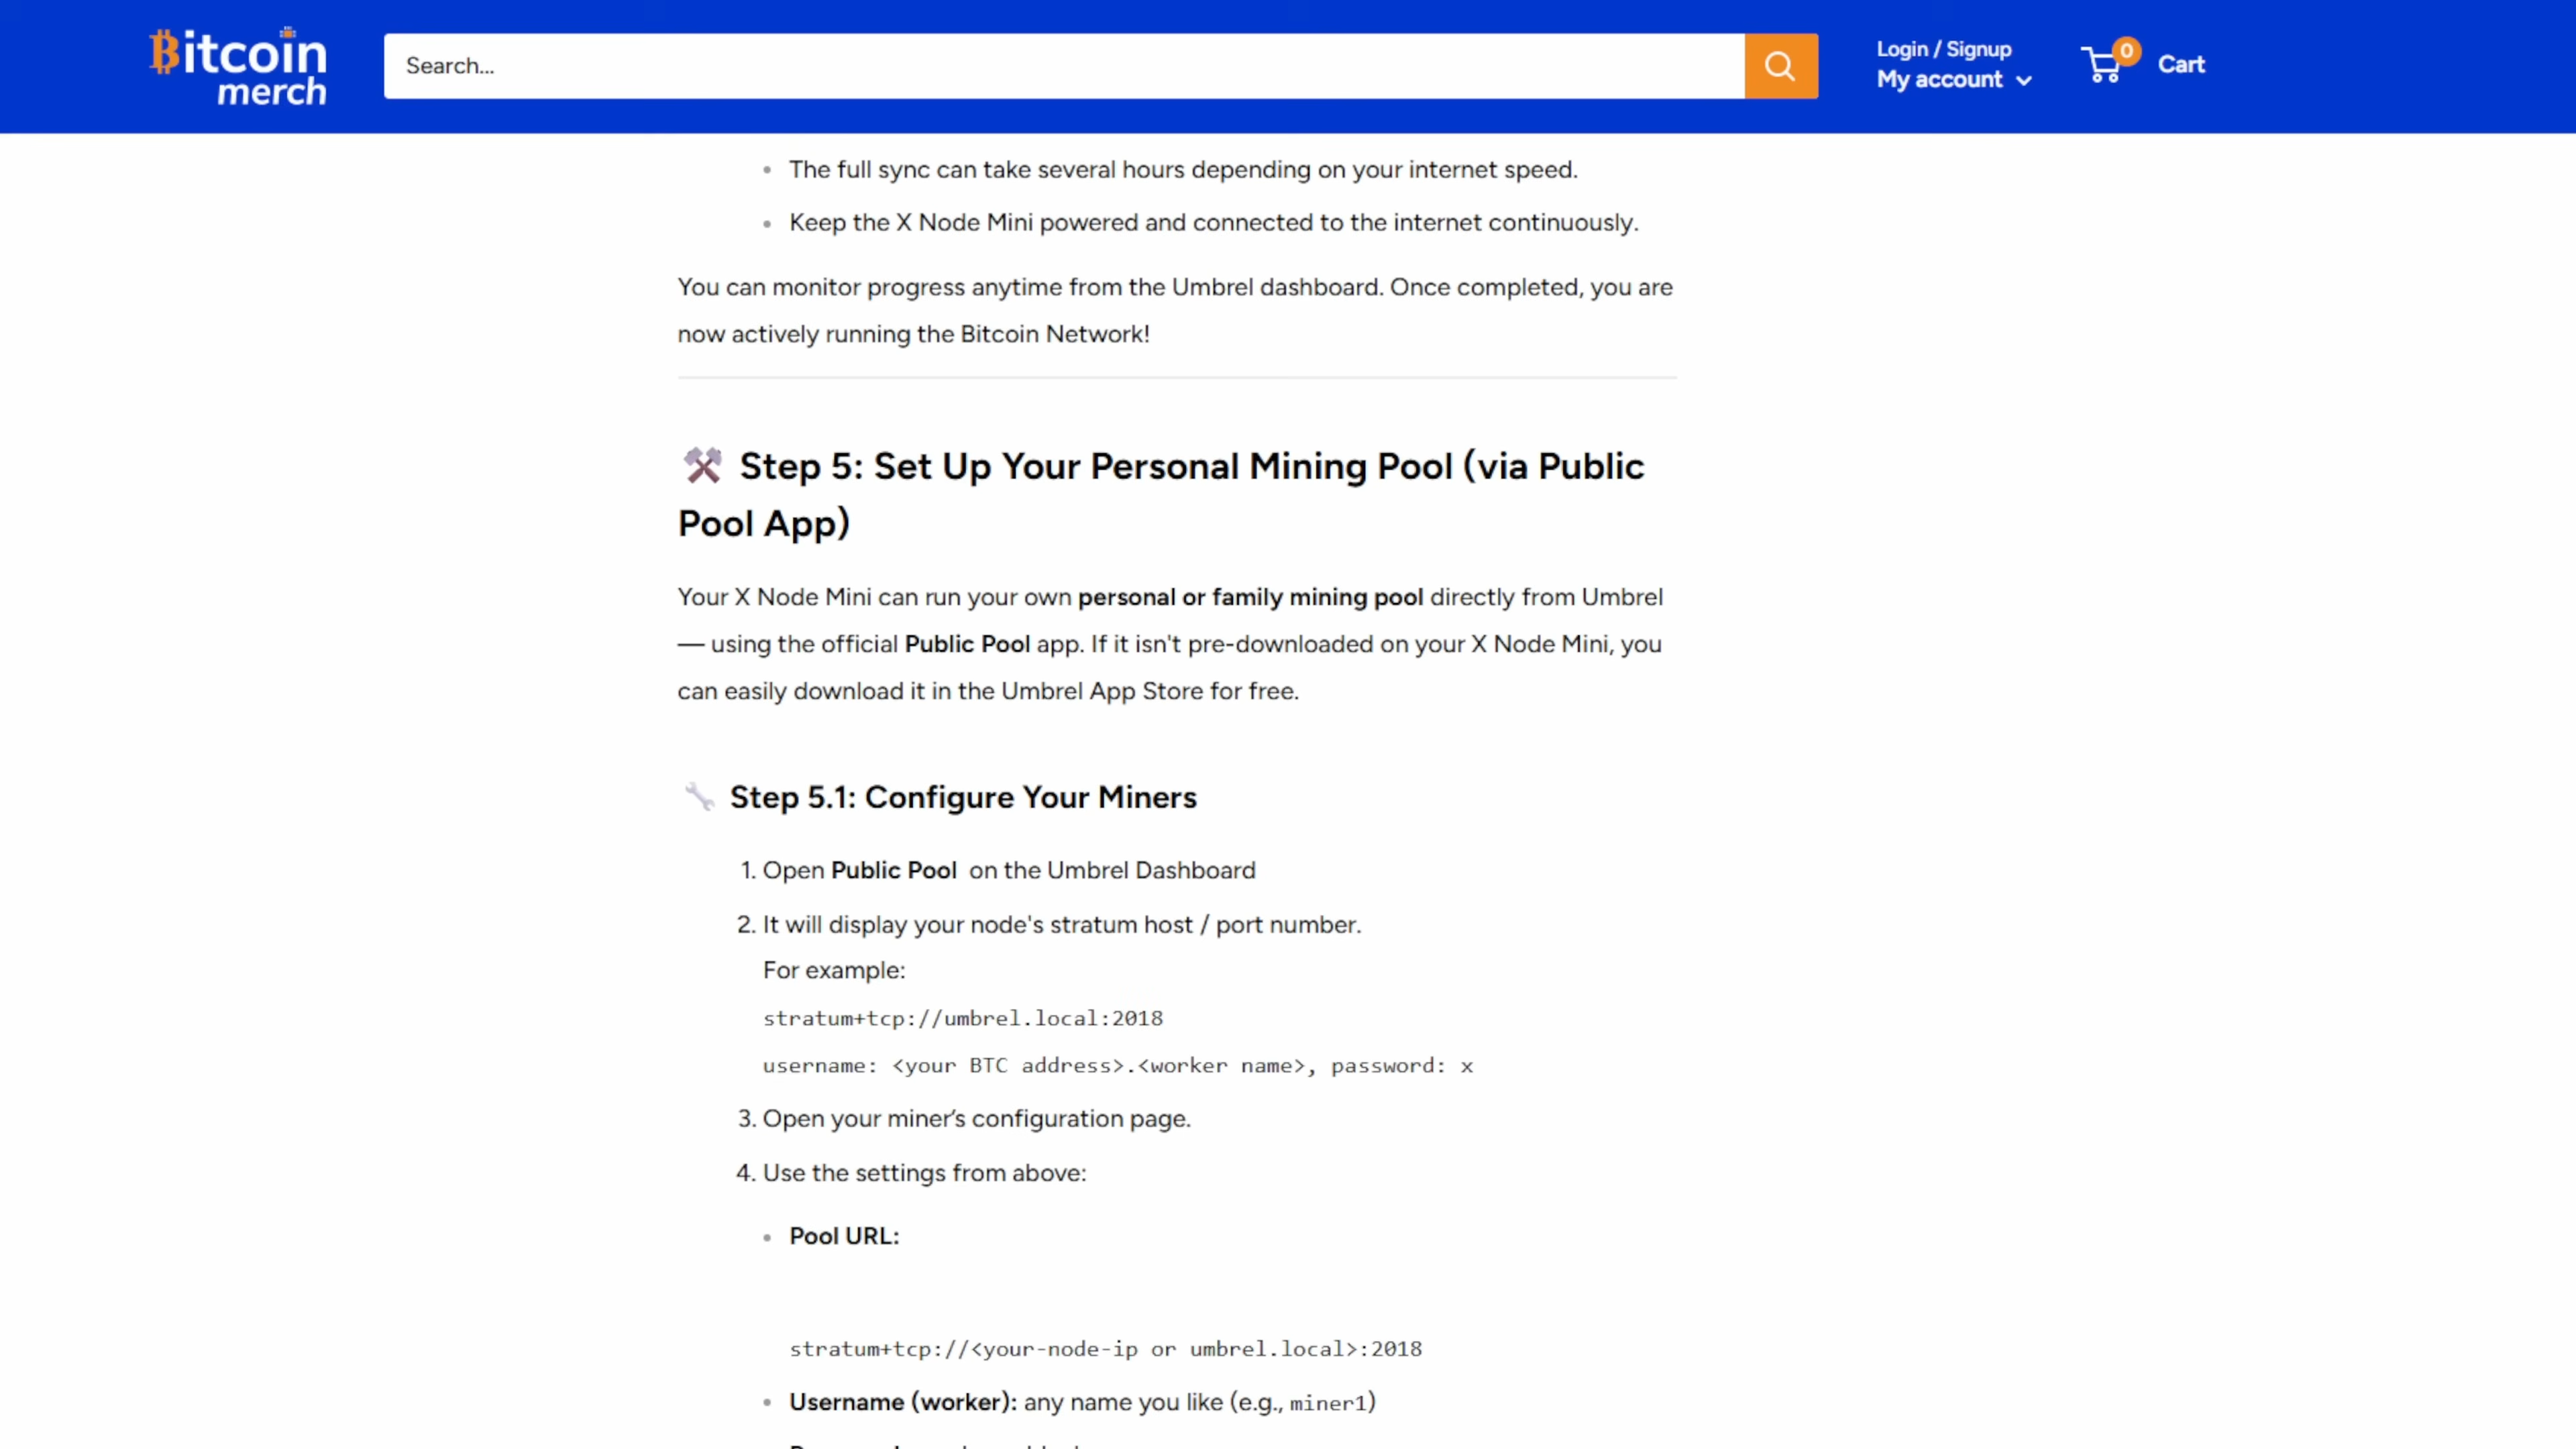 Bitcoin
merch
Search...
Login / Signup
My account
0
Cart
• The full sync can take several hours depending on your internet speed.
• Keep the X Node Mini powered and connected to the internet continuously.
You can monitor progress anytime from the Umbrel dashboard. Once completed, you are
now actively running the Bitcoin Network!
Step 5: Set Up Your Personal Mining Pool (via Public
Pool App)
Your X Node Mini can run your own personal or family mining pool directly from Umbrel
— using the official Public Pool app. If it isn't pre-downloaded on your X Node Mini, you
can easily download it in the Umbrel App Store for free.
Step 5.1: Configure Your Miners
1. Open Public Pool on the Umbrel Dashboard
2. It will display your node's stratum host / port number.
For example:
stratum+tcp://umbrel.local:2018
username: <your BTC address>.<worker name>, password: x
3. Open your miner’s configuration page.
4. Use the settings from above:
• Pool URL:
stratum+tcp://<your-node-ip or umbrel.local>:2018
• Username (worker): any name you like (e.g., miner1)